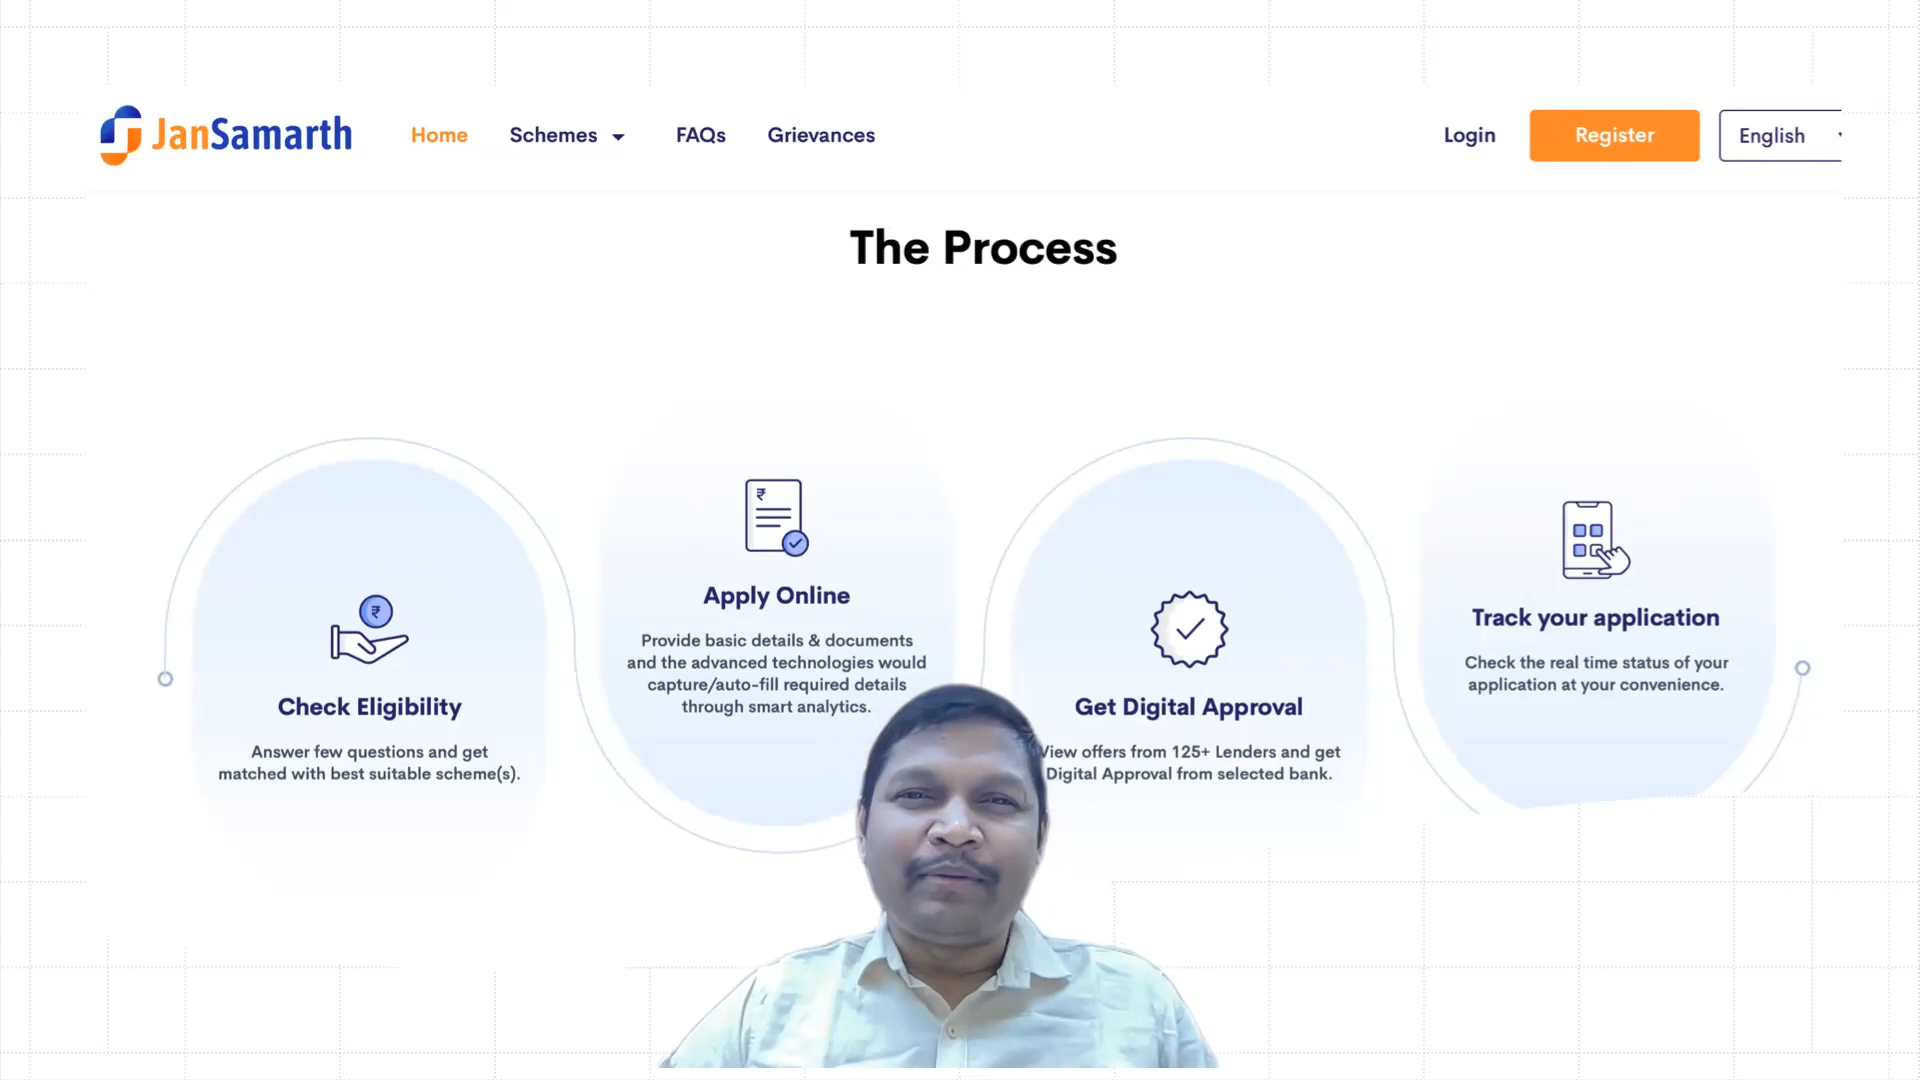 JanSamarth
Home
Schemes
FAQs
Grievances
Login
Register
English
The Process
Check Eligibility
Answer few questions and get
matched with best suitable scheme(s).
₹
Apply Online
Provide basic details & documents
and the advanced technologies would
capture/auto-fill required details
through smart analytics.
₹
Get Digital Approval
View offers from 125+ Lenders and get
Digital Approval from selected bank.
Track your application
Check the real time status of your
application at your convenience.